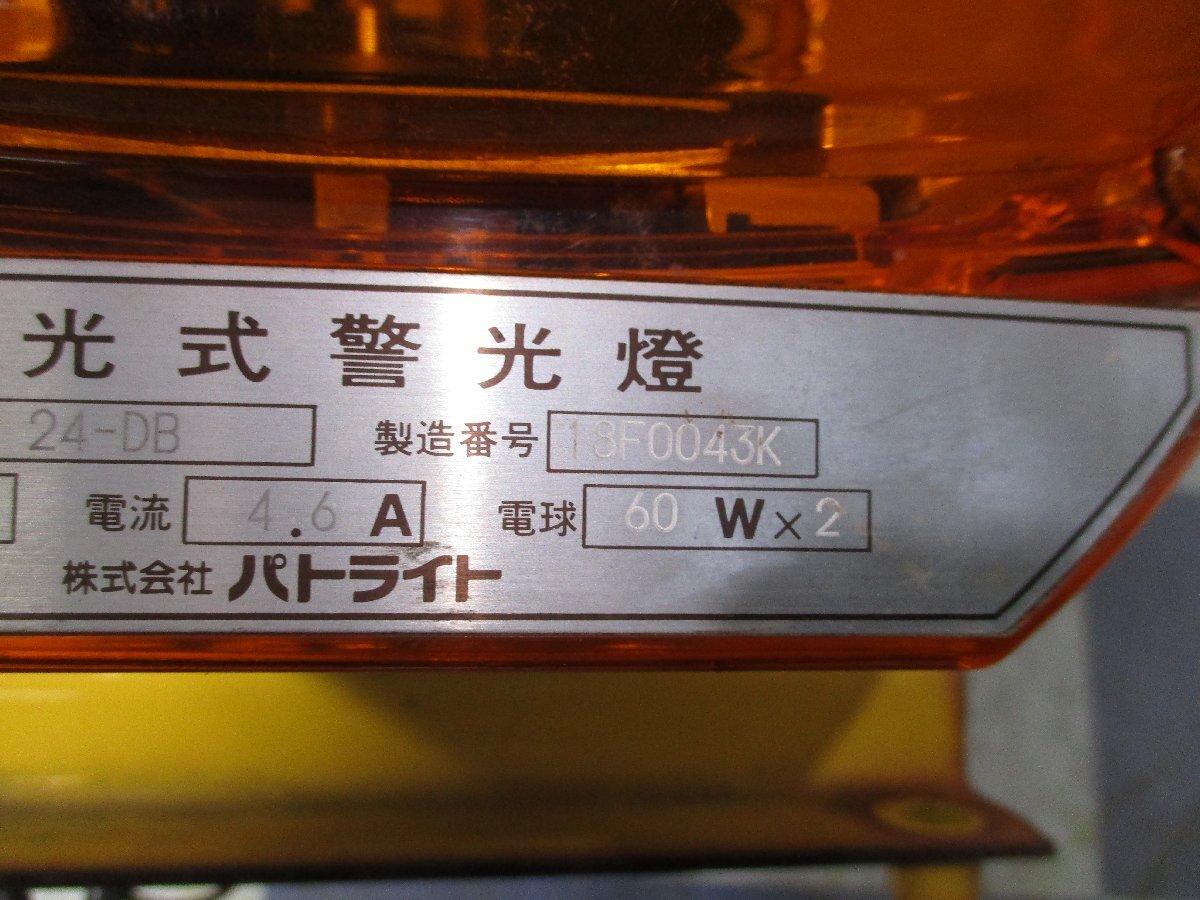 光式警光燈
24-DB 製造番号 18F0043K
電流 4.6 A 電球 60 W×2
株式会社 パトライト